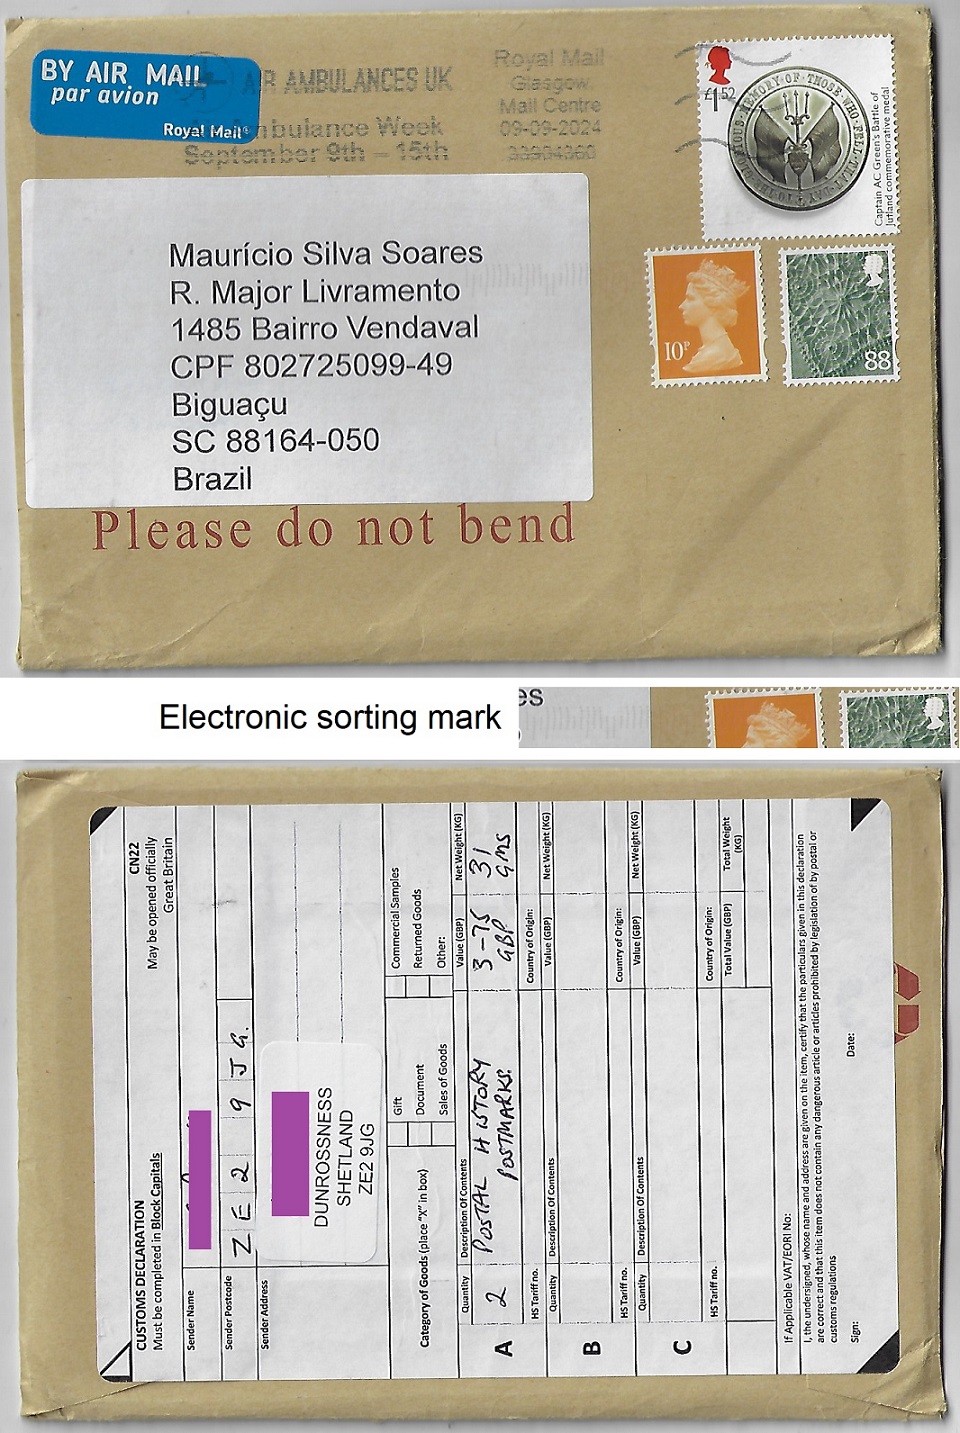 BY AIR MAIL
par avion
Royal Mail®
AIR AMBULANCES UK
Ambulance Week
September 9th – 15th
Royal Mail
Glasgow
Mail Centre
09-09-2024
£1.52
MEMORY·OF·THOSE·WHO·FELL·THAT·DAY
Captain AC Green's Battle of
Jutland commemorative medal
10P
88
Maurício Silva Soares
R. Major Livramento
1485 Bairro Vendaval
CPF 802725099-49
Biguaçu
SC 88164-050
Brazil
Please do not bend
Electronic sorting mark
es
CUSTOMS DECLARATION
Must be completed in Block Capitals
CN22
May be opened officially
Great Britain
Sender Name
Sender Postcode
ZE2 9JG.
Sender Address
DUNROSSNESS
SHETLAND
ZE2 9JG
Category of Goods (place "X" in box)
Gift
Document
Sales of Goods
Commercial Samples
Returned Goods
Other:
A
Quantity
Description Of Contents
Value (GBP)
Net Weight (KG)
2
POSTAL HISTORY
POSTMARKS.
3-75
GBP
31
GMS
HS Tariff no.
Country of Origin:
B
Quantity
Description Of Contents
Value (GBP)
Net Weight (KG)
HS Tariff no.
Country of Origin:
C
Quantity
Description Of Contents
Value (GBP)
Net Weight (KG)
HS Tariff no.
Country of Origin:
Total Value (GBP)
Total Weight
(KG)
If Applicable VAT/EORI No:
I, the undersigned, whose name and address are given on the item, certify that the particulars given in this declaration
are correct and that this item does not contain any dangerous article or articles prohibited by legislation of by postal or
customs regulations
Sign:
Date: